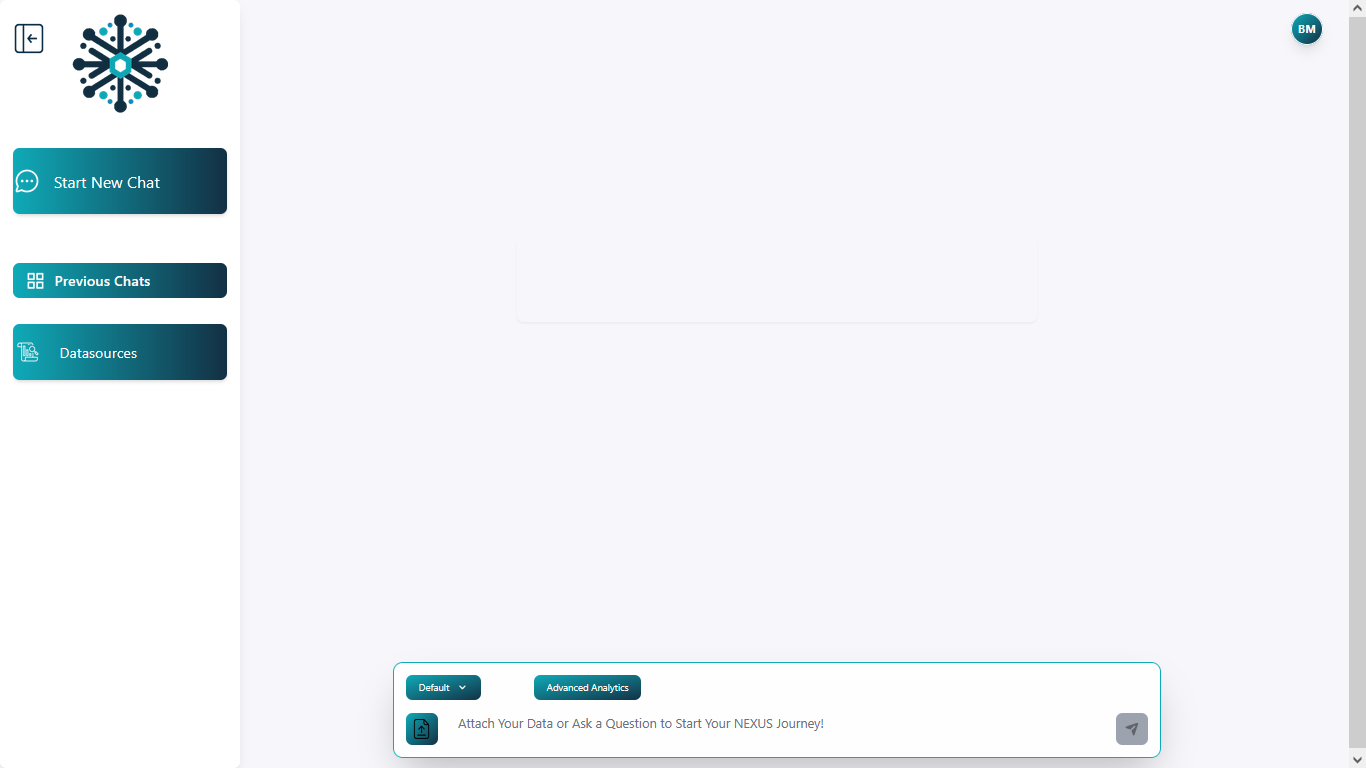 BM
Start New Chat
Previous Chats
Datasources
Default
Advanced Analytics
Attach Your Data or Ask a Question to Start Your NEXUS Journey!